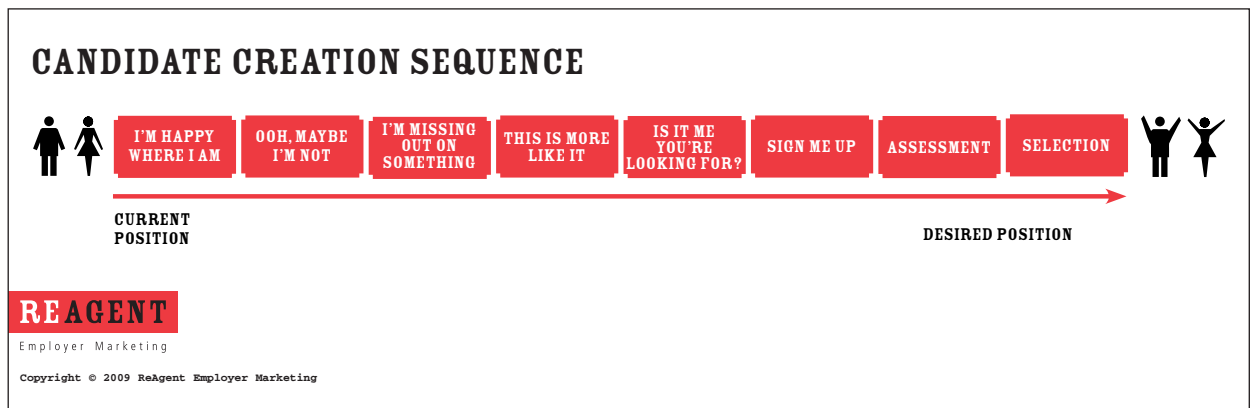 CANDIDATE CREATION SEQUENCE
I'M HAPPY
WHERE I AM
OOH, MAYBE
I'M NOT
I'M MISSING
OUT ON
SOMETHING
THIS IS MORE
LIKE IT
IS IT ME
YOU'RE
LOOKING FOR?
SIGN ME UP
ASSESSMENT
SELECTION
CURRENT
POSITION
DESIRED POSITION
REAGENT
Employer Marketing
Copyright © 2009 ReAgent Employer Marketing